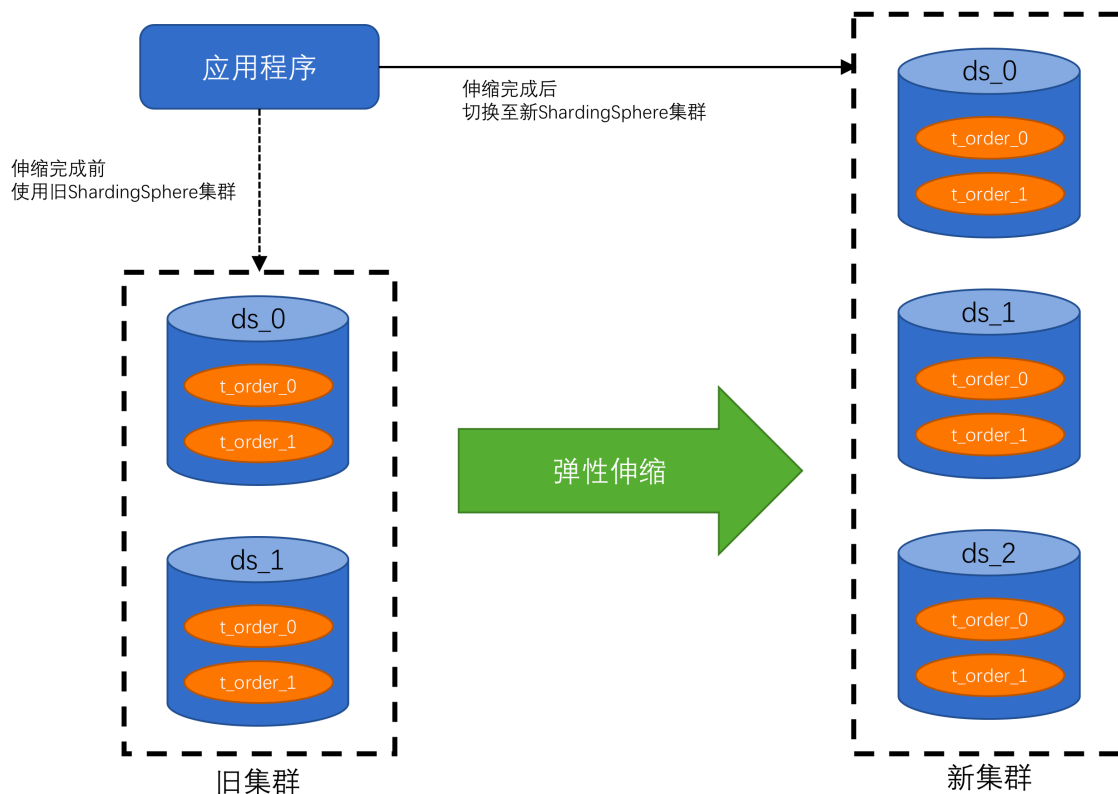 应用程序
伸缩完成后
切换至新ShardingSphere集群
伸缩完成前
使用旧ShardingSphere集群
ds_0
t_order_0
t_order_1
ds_1
t_order_0
t_order_1
旧集群
弹性伸缩
ds_0
t_order_0
t_order_1
ds_1
t_order_0
t_order_1
ds_2
t_order_0
t_order_1
新集群